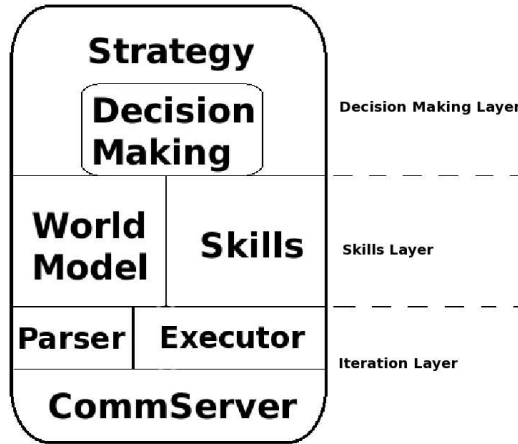 Strategy
Decision
Making
Decision Making Layer
World
Model
Skills
Skills Layer
Parser
Executor
Iteration Layer
CommServer